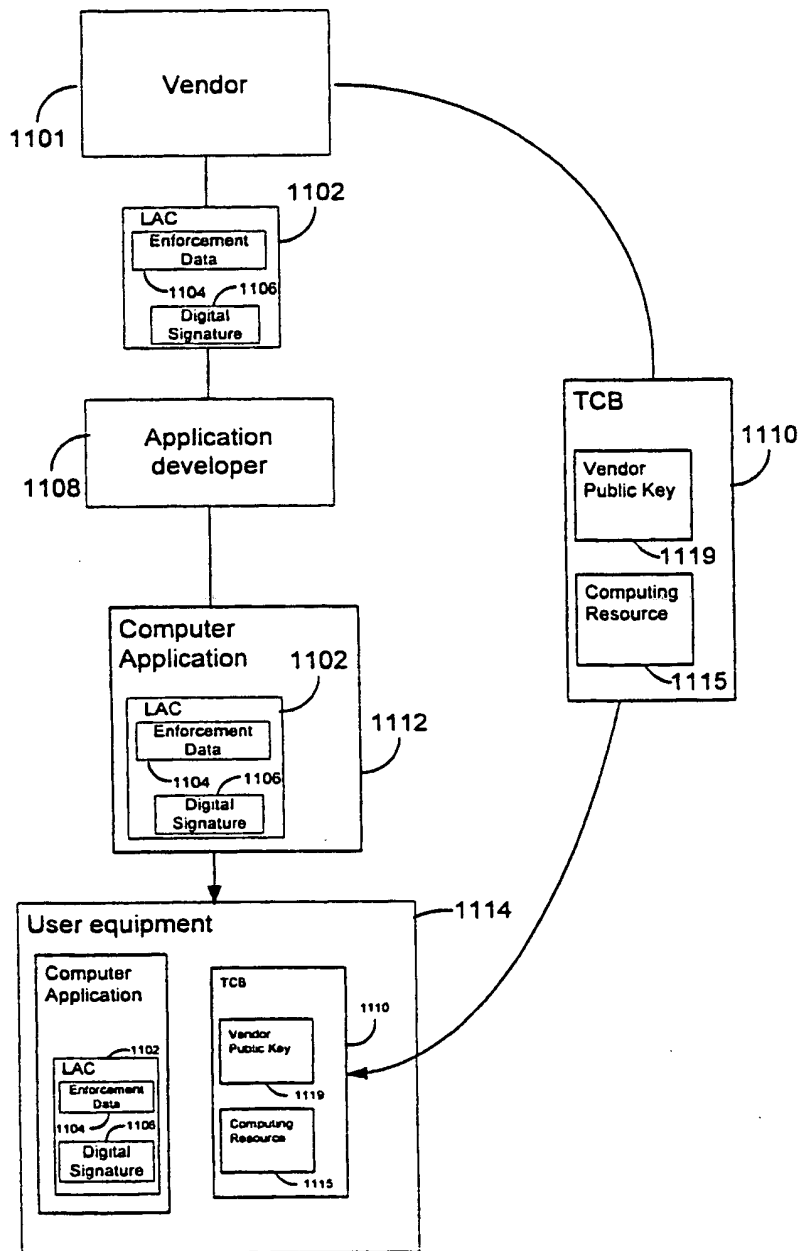 Vendor
1101
1102
LAC
Enforcement
Data
1104
1106
Digital
Signature
Application
developer
1108
TCB
1110
Vendor
Public Key
1119
Computing
Resource
1115
Computer
Application
1102
LAC
Enforcement
Data
1104
1106
Digital
Signature
1112
User equipment
1114
Computer
Application
1102
LAC
Enforcement
Data
1104
1106
Digital
Signature
TCB
1110
Vendor
Public Key
1119
Computing
Resource
1115